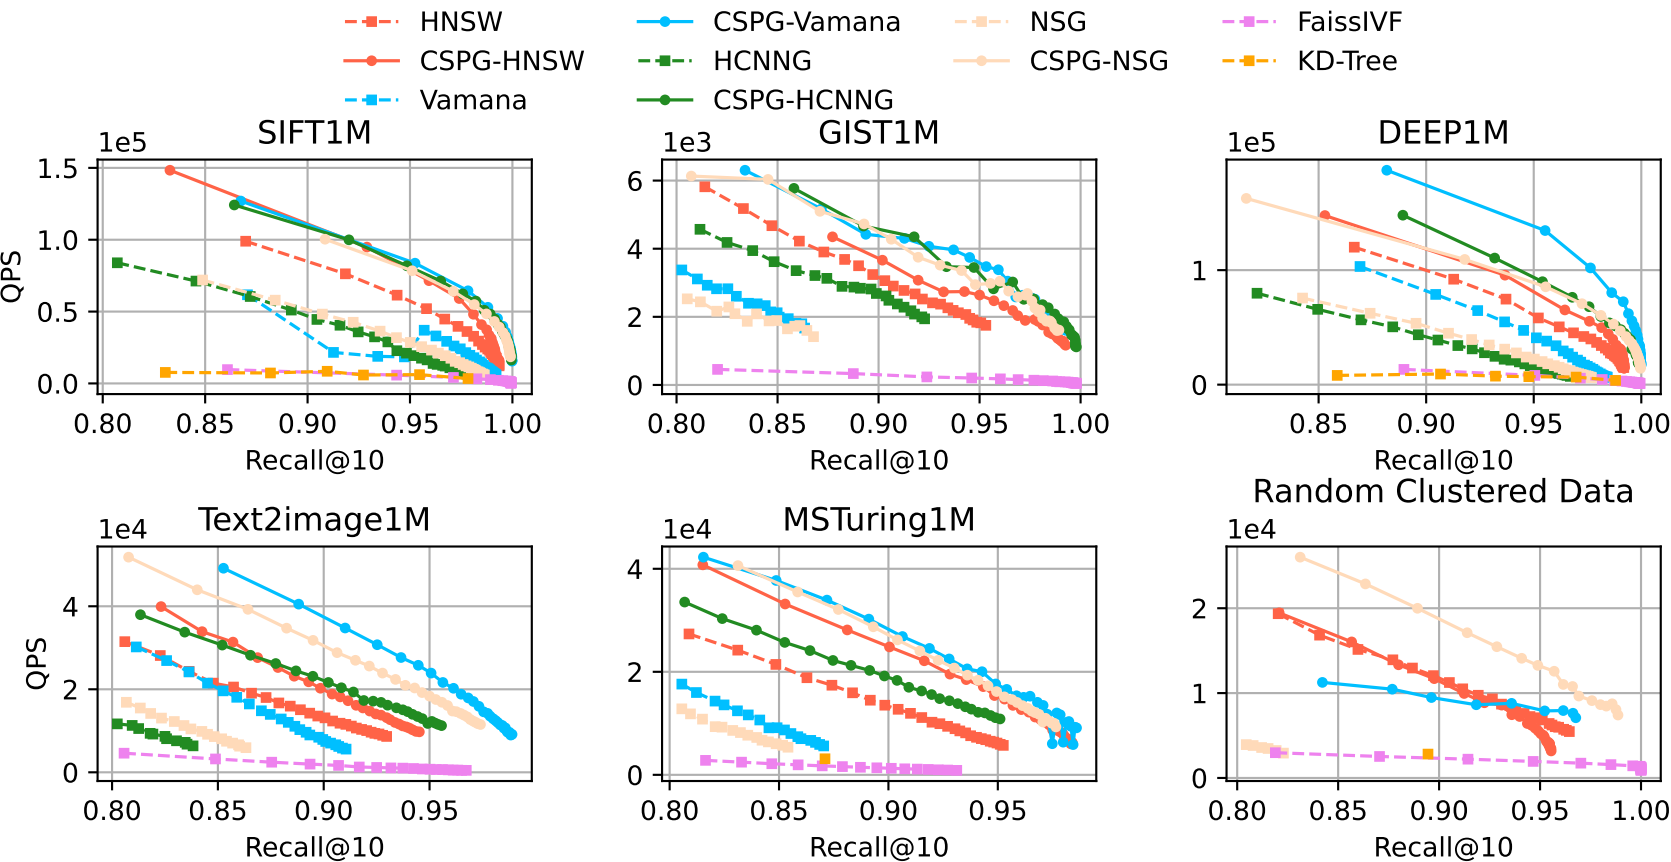 HNSW CSPG-Vamana NSG FaissIVF
CSPG-HNSW HCNNG CSPG-NSG KD-Tree
Vamana CSPG-HCNNG
1e5 SIFT1M 1e3 GIST1M 1e5 DEEP1M
QPS
1.5
1.0
0.5
0.0
0.80 0.85 0.90 0.95 1.00
Recall@10
6
4
2
0
0.80 0.85 0.90 0.95 1.00
Recall@10
1
0
0.85 0.90 0.95 1.00
Recall@10
1e4 Text2image1M 1e4 MSTuring1M 1e4 Random Clustered Data
QPS
4
2
0
0.80 0.85 0.90 0.95
Recall@10
4
2
0
0.80 0.85 0.90 0.95
Recall@10
2
1
0
0.80 0.85 0.90 0.95 1.00
Recall@10